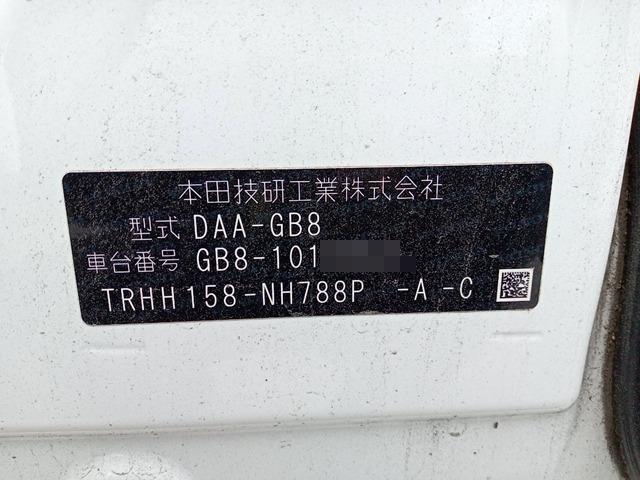 本田技研工業株式会社
型式 DAA-GB8
車台番号 GB8-101
TRHH158-NH788P -A -C